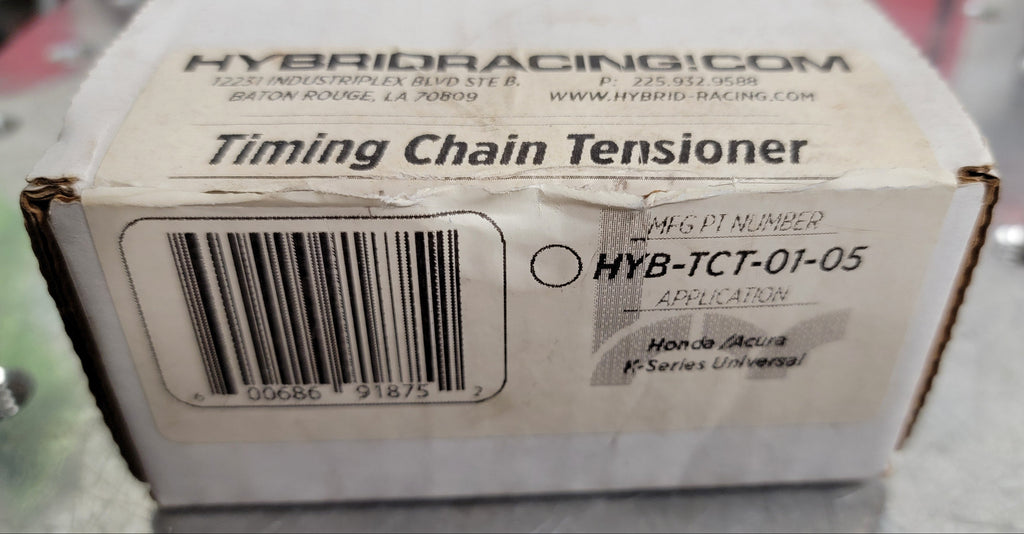 HYBRIDRACING!COM
12231 INDUSTRIPLEX BLVD STE B.
BATON ROUGE, LA 70809
P: 225.932.9588
WWW.HYBRID-RACING.COM
Timing Chain Tensioner
6 00686 91875 2
MFG PT NUMBER
HYB-TCT-01-05
APPLICATION
Honda /Acura
K-Series Universal